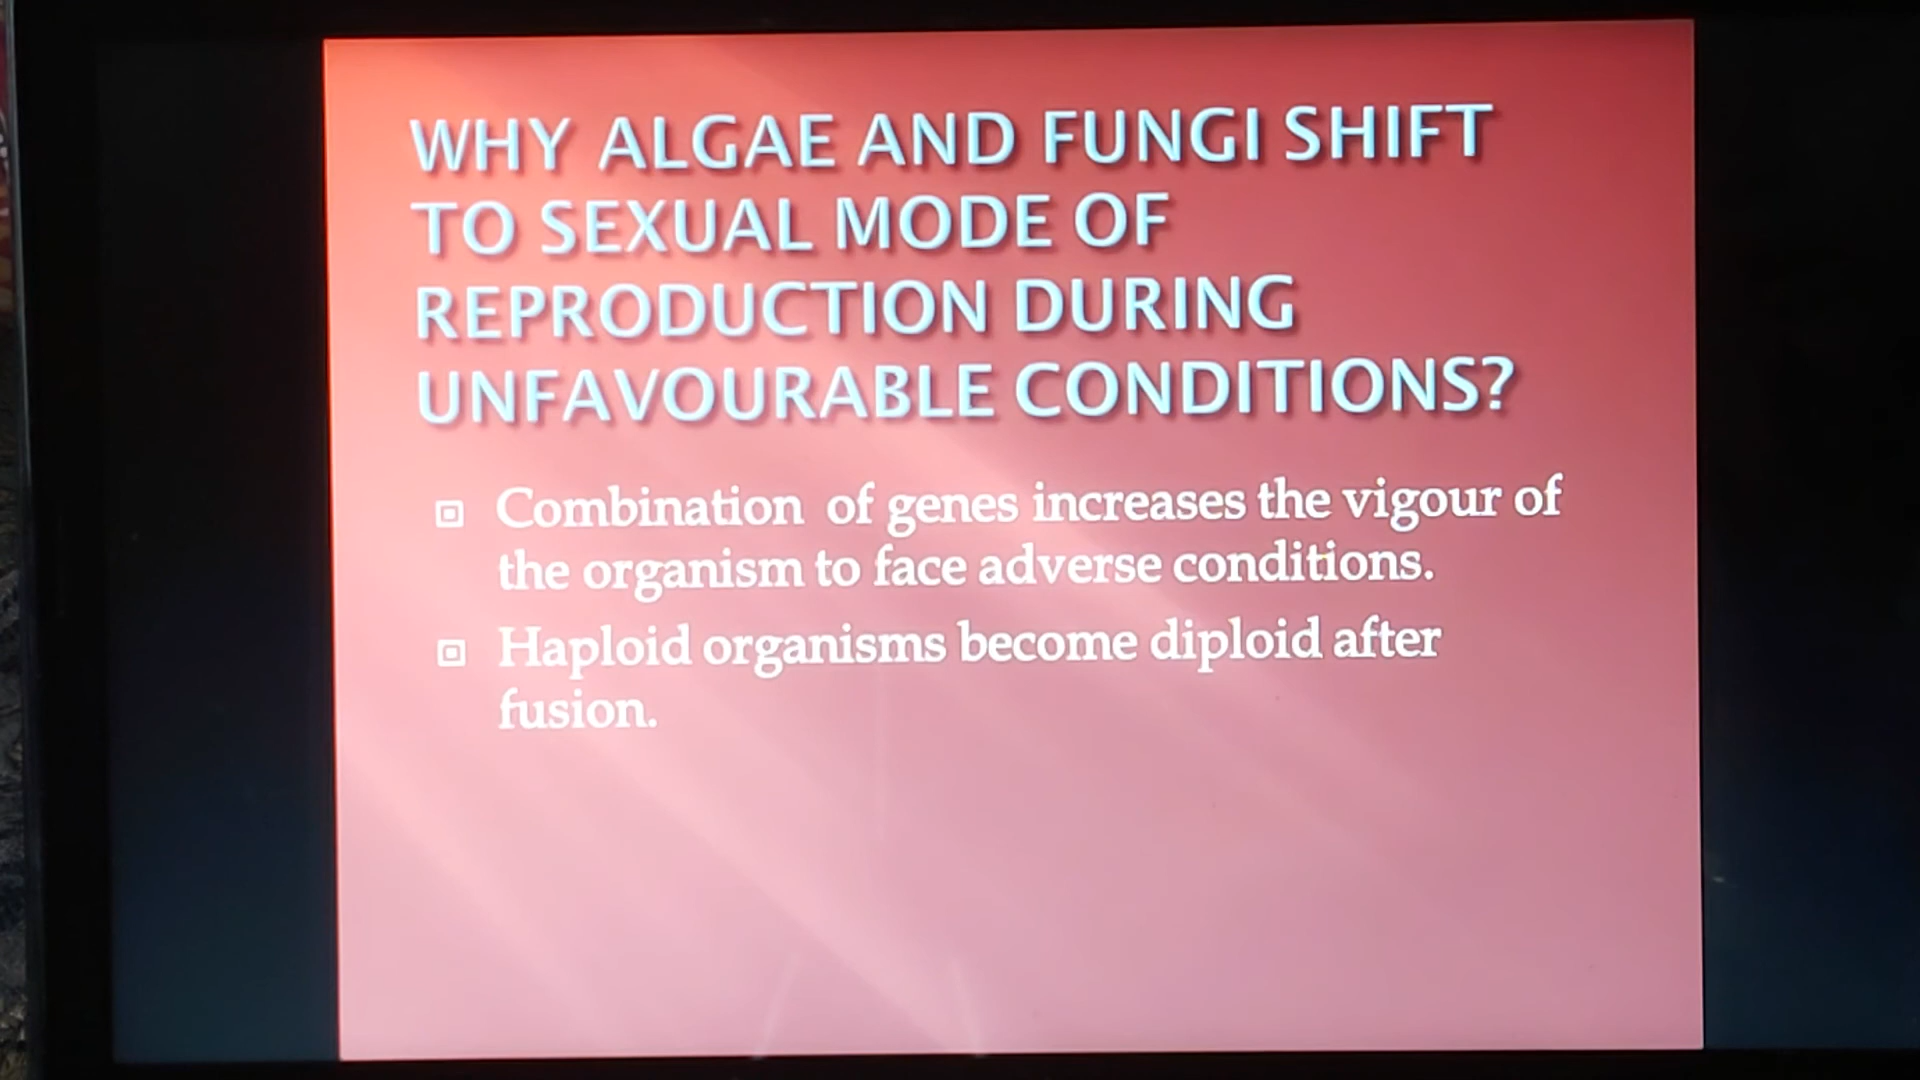 WHY ALGAE AND FUNGI SHIFT
TO SEXUAL MODE OF
REPRODUCTION DURING
UNFAVOURABLE CONDITIONS?
Combination of genes increases the vigour of
the organism to face adverse conditions.
Haploid organisms become diploid after
fusion.